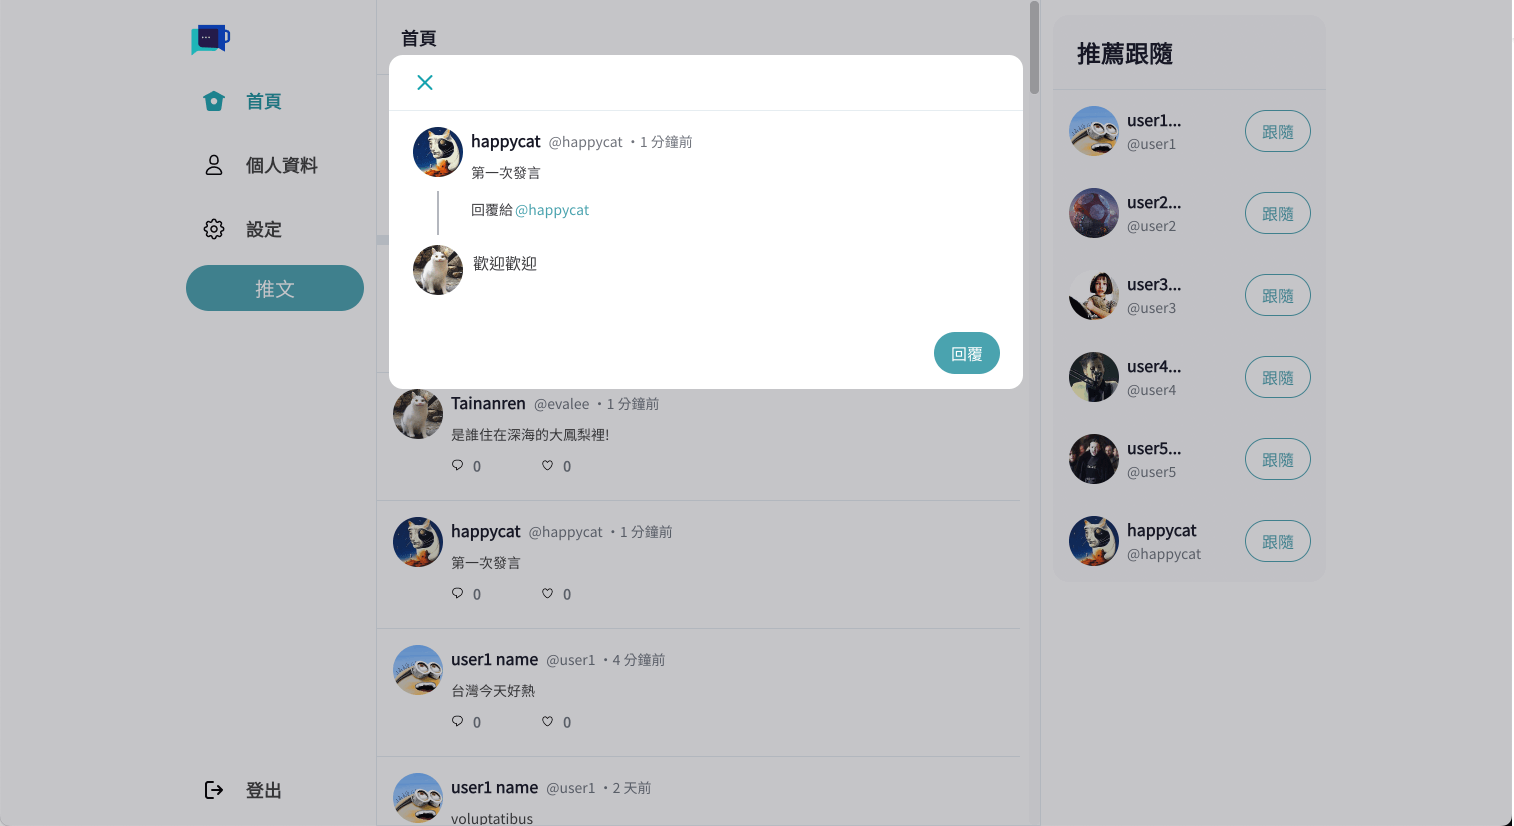 首頁
個人資料
設定
推文
登出
首頁
happycat @happycat ・1 分鐘前
第一次發言
回覆給 @happycat
歡迎歡迎
回覆
Tainanren @evalee ・1 分鐘前
是誰住在深海的大鳳梨裡!
0 0
happycat @happycat ・1 分鐘前
第一次發言
0 0
user1 name @user1 ・4 分鐘前
台灣今天好熱
0 0
user1 name @user1 ・2 天前
voluptatibus
推薦跟隨
user1...
@user1
跟隨
user2...
@user2
跟隨
user3...
@user3
跟隨
user4...
@user4
跟隨
user5...
@user5
跟隨
happycat
@happycat
跟隨